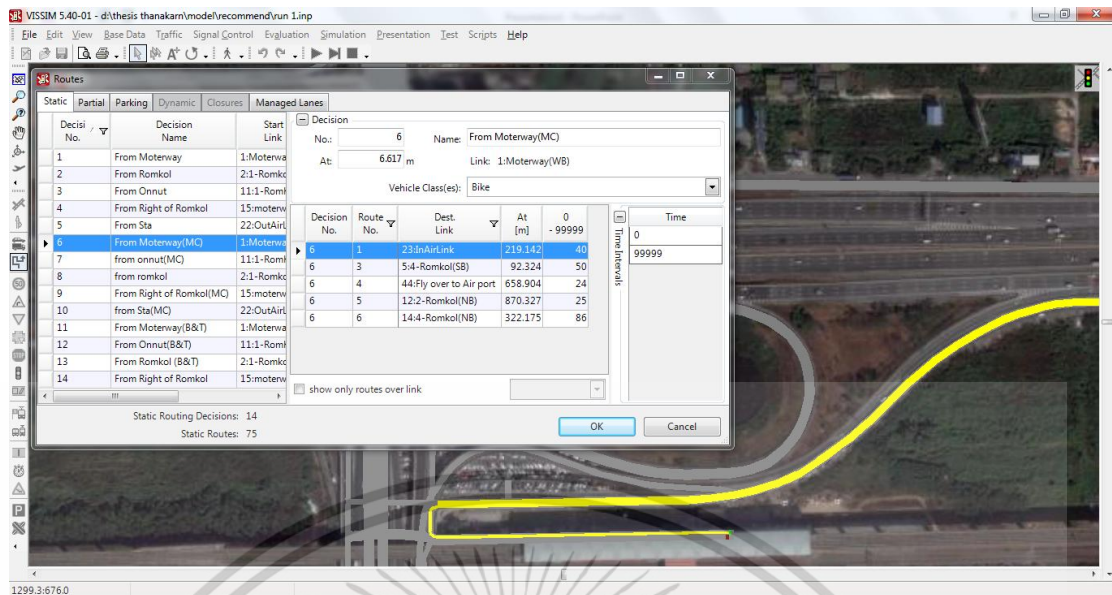 VISSIM 5.40-01 - d:\thesis thanakarn\model\recommend\run 1.inp
File Edit View Base Data Traffic Signal Control Evaluation Simulation Presentation Test Scripts Help
Routes
Static Partial Parking Dynamic Closures Managed Lanes
Decisi No. Decision Name Start Link
1 From Moterway 1:Moterwa
2 From Romkol 2:1-Romko
3 From Onnut 11:1-Romk
4 From Right of Romkol 15:moterw
5 From Sta 22:OutAirL
6 From Moterway(MC) 1:Moterwa
7 from onnut(MC) 11:1-Romk
8 from romkol 2:1-Romko
9 From Right of Romkol(MC) 15:moterw
10 from Sta(MC) 22:OutAirL
11 From Moterway(B&T) 1:Moterwa
12 From Onnut(B&T) 11:1-Romk
13 From Romkol (B&T) 2:1-Romko
14 From Right of Romkol 15:moterw
Static Routing Decisions: 14
Static Routes: 75
Decision
No.: 6 Name: From Moterway(MC)
At: 6.617 m Link: 1:Moterway(WB)
Vehicle Class(es): Bike
Decision No. Route No. Dest. Link At [m] 0 - 99999
6 1 23:InAirLink 219.142 40
6 3 5:4-Romkol(SB) 92.324 50
6 4 44:Fly over to Air port 658.904 24
6 5 12:2-Romkol(NB) 870.327 25
6 6 14:4-Romkol(NB) 322.175 86
Time Intervals
Time
0
99999
show only routes over link
OK Cancel
1299.3:676.0